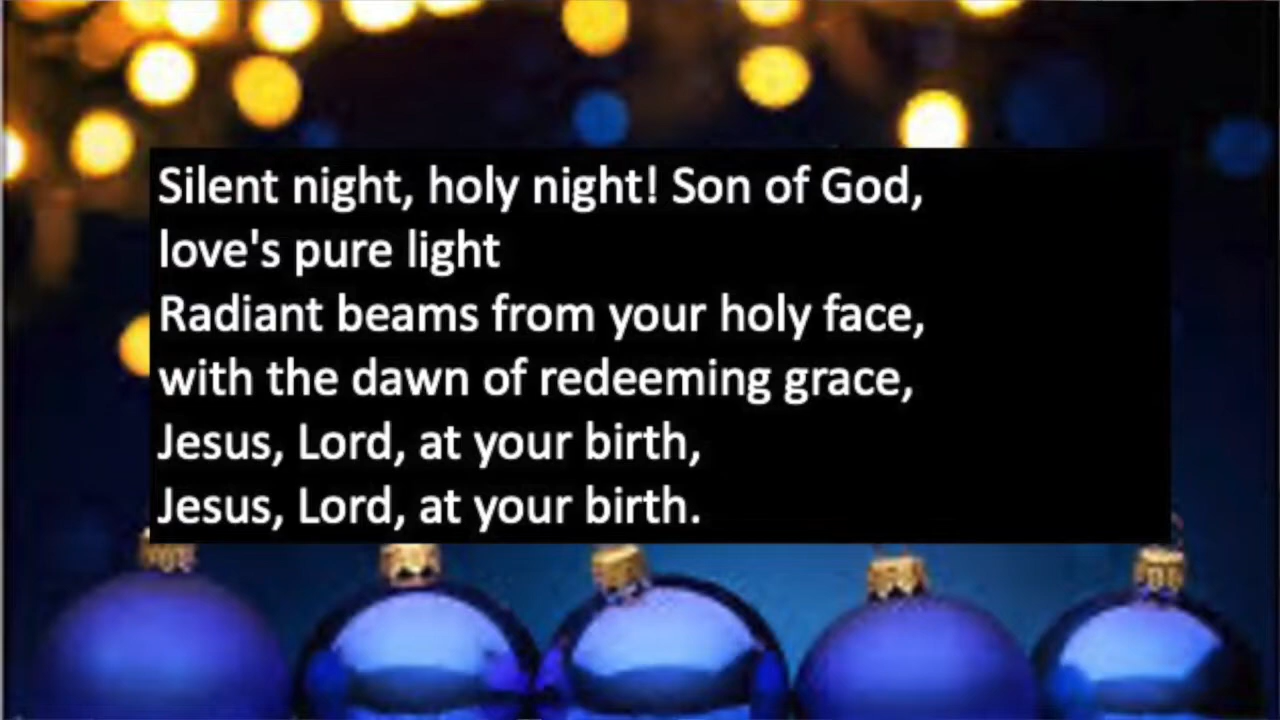 Silent night, holy night! Son of God,
love's pure light
Radiant beams from your holy face,
with the dawn of redeeming grace,
Jesus, Lord, at your birth,
Jesus, Lord, at your birth.